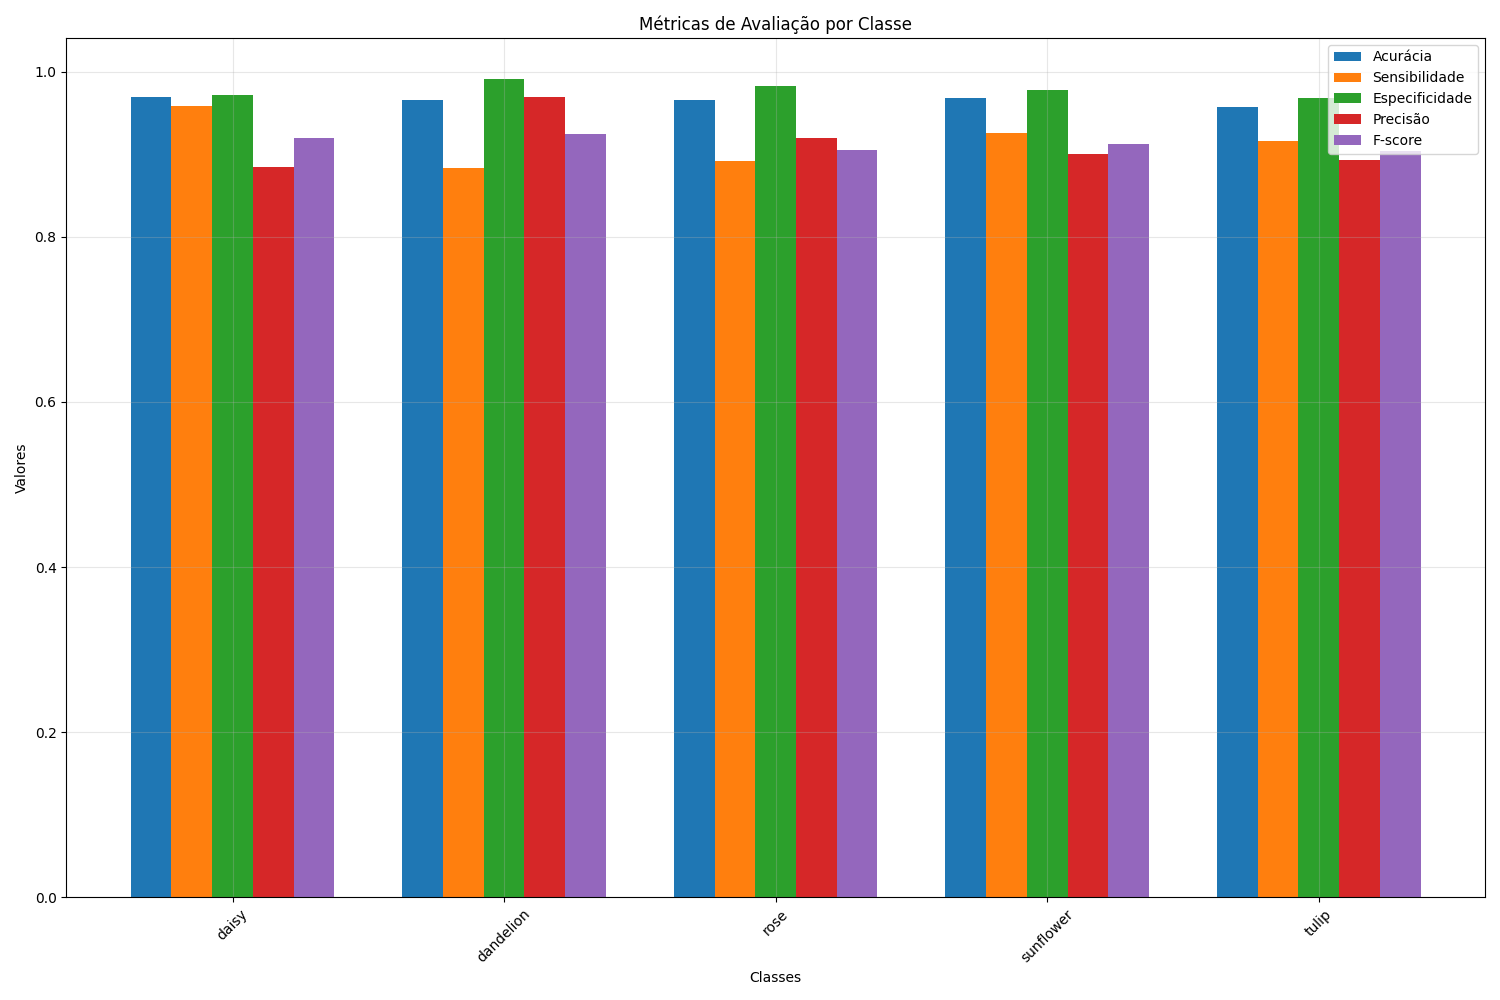 Métricas de Avaliação por Classe
Acurácia
Sensibilidade
Especificidade
Precisão
F-score
Valores
1.0
0.8
0.6
0.4
0.2
0.0
daisy
dandelion
rose
sunflower
tulip
Classes